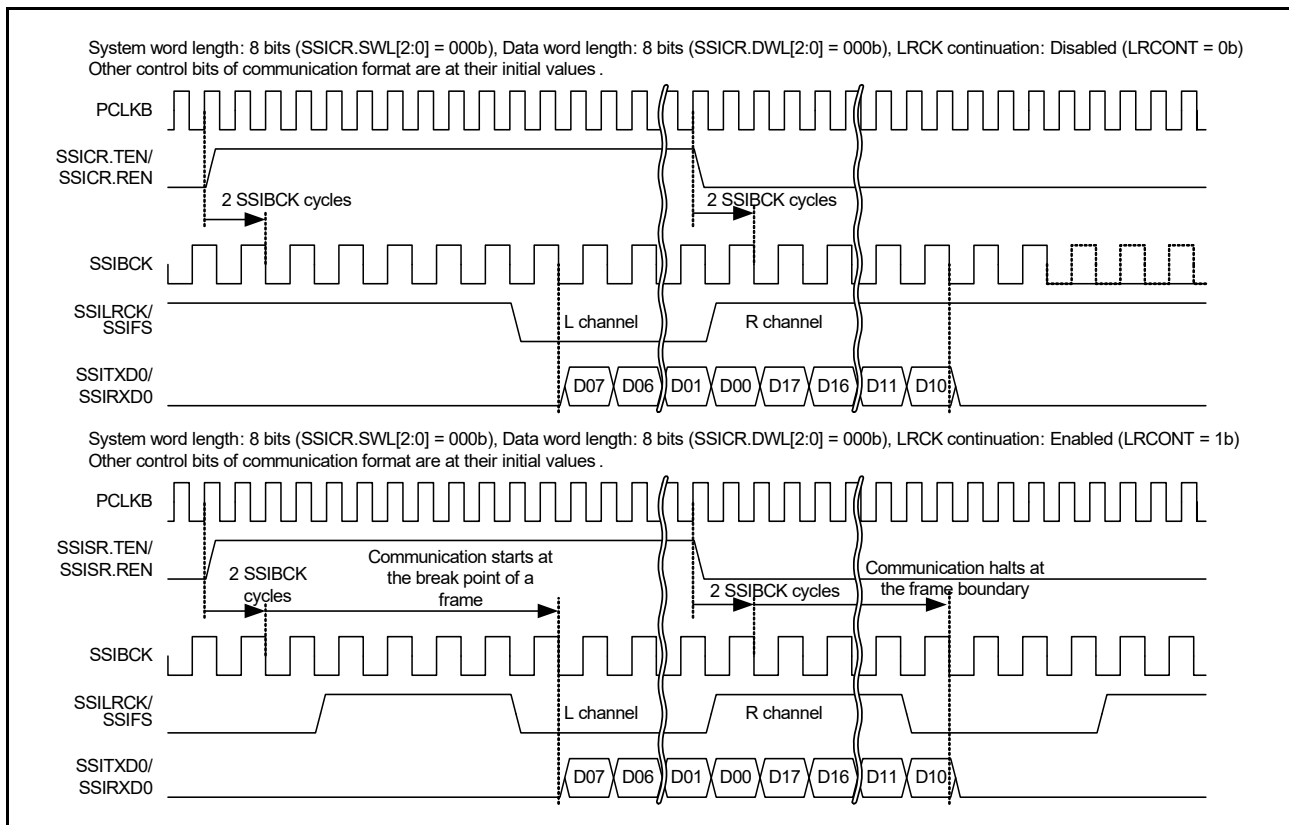 System word length: 8 bits (SSICR.SWL[2:0] = 000b), Data word length: 8 bits (SSICR.DWL[2:0] = 000b), LRCK continuation: Disabled (LRCONT = 0b)
Other control bits of communication format are at their initial values .
PCLKB
SSICR.TEN/
SSICR.REN
2 SSIBCK cycles
2 SSIBCK cycles
SSIBCK
SSILRCK/
SSIFS
L channel
R channel
SSITXD0/
SSIRXD0
D07 D06 D01 D00 D17 D16 D11 D10
System word length: 8 bits (SSICR.SWL[2:0] = 000b), Data word length: 8 bits (SSICR.DWL[2:0] = 000b), LRCK continuation: Enabled (LRCONT = 1b)
Other control bits of communication format are at their initial values .
PCLKB
SSISR.TEN/
SSISR.REN
2 SSIBCK
cycles
Communication starts at
the break point of a
frame
2 SSIBCK cycles
Communication halts at
the frame boundary
SSIBCK
SSILRCK/
SSIFS
L channel
R channel
SSITXD0/
SSIRXD0
D07 D06 D01 D00 D17 D16 D11 D10